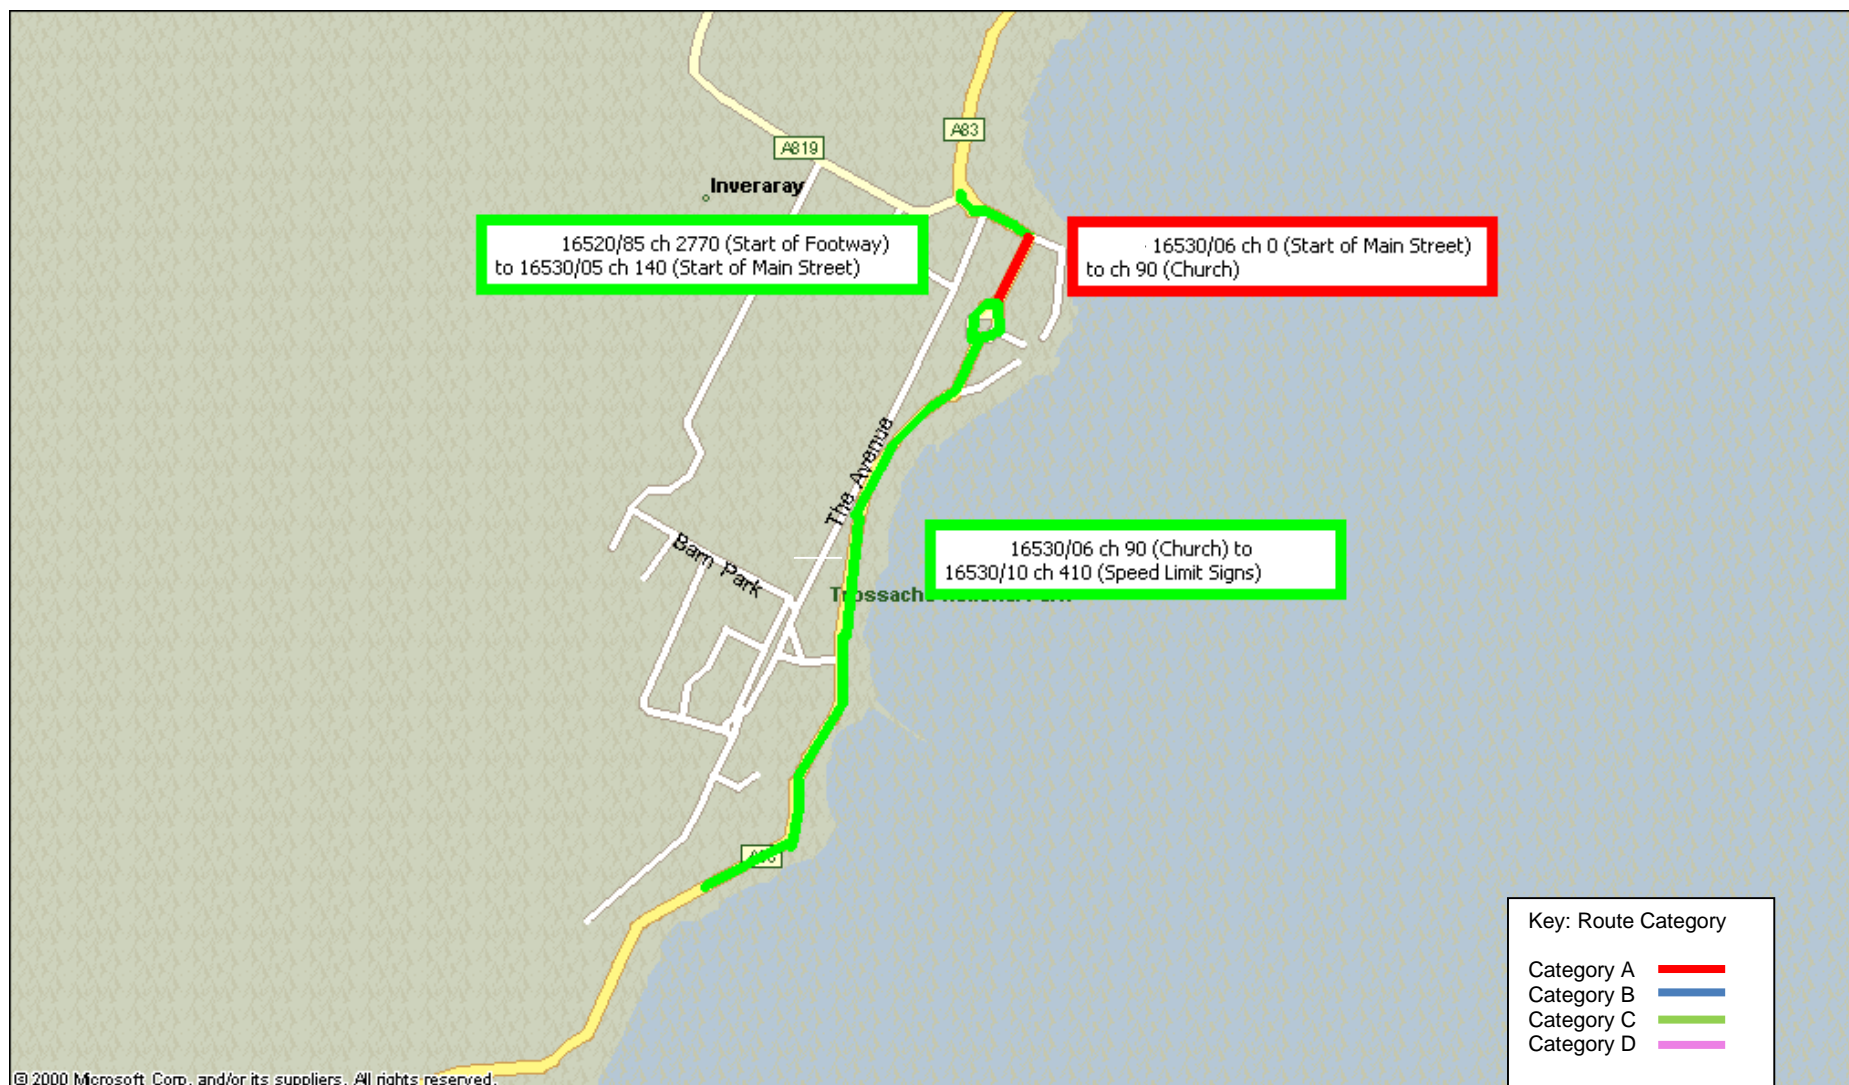 A83
A819
Inveraray
16520/85 ch 2770 (Start of Footway)
to 16530/05 ch 140 (Start of Main Street)
16530/06 ch 0 (Start of Main Street)
to ch 90 (Church)
The Avenue
Barn Park
16530/06 ch 90 (Church) to
16530/10 ch 410 (Speed Limit Signs)
Trossachs
Key: Route Category
Category A
Category B
Category C
Category D
© 2000 Microsoft Corp. and/or its suppliers. All rights reserved.